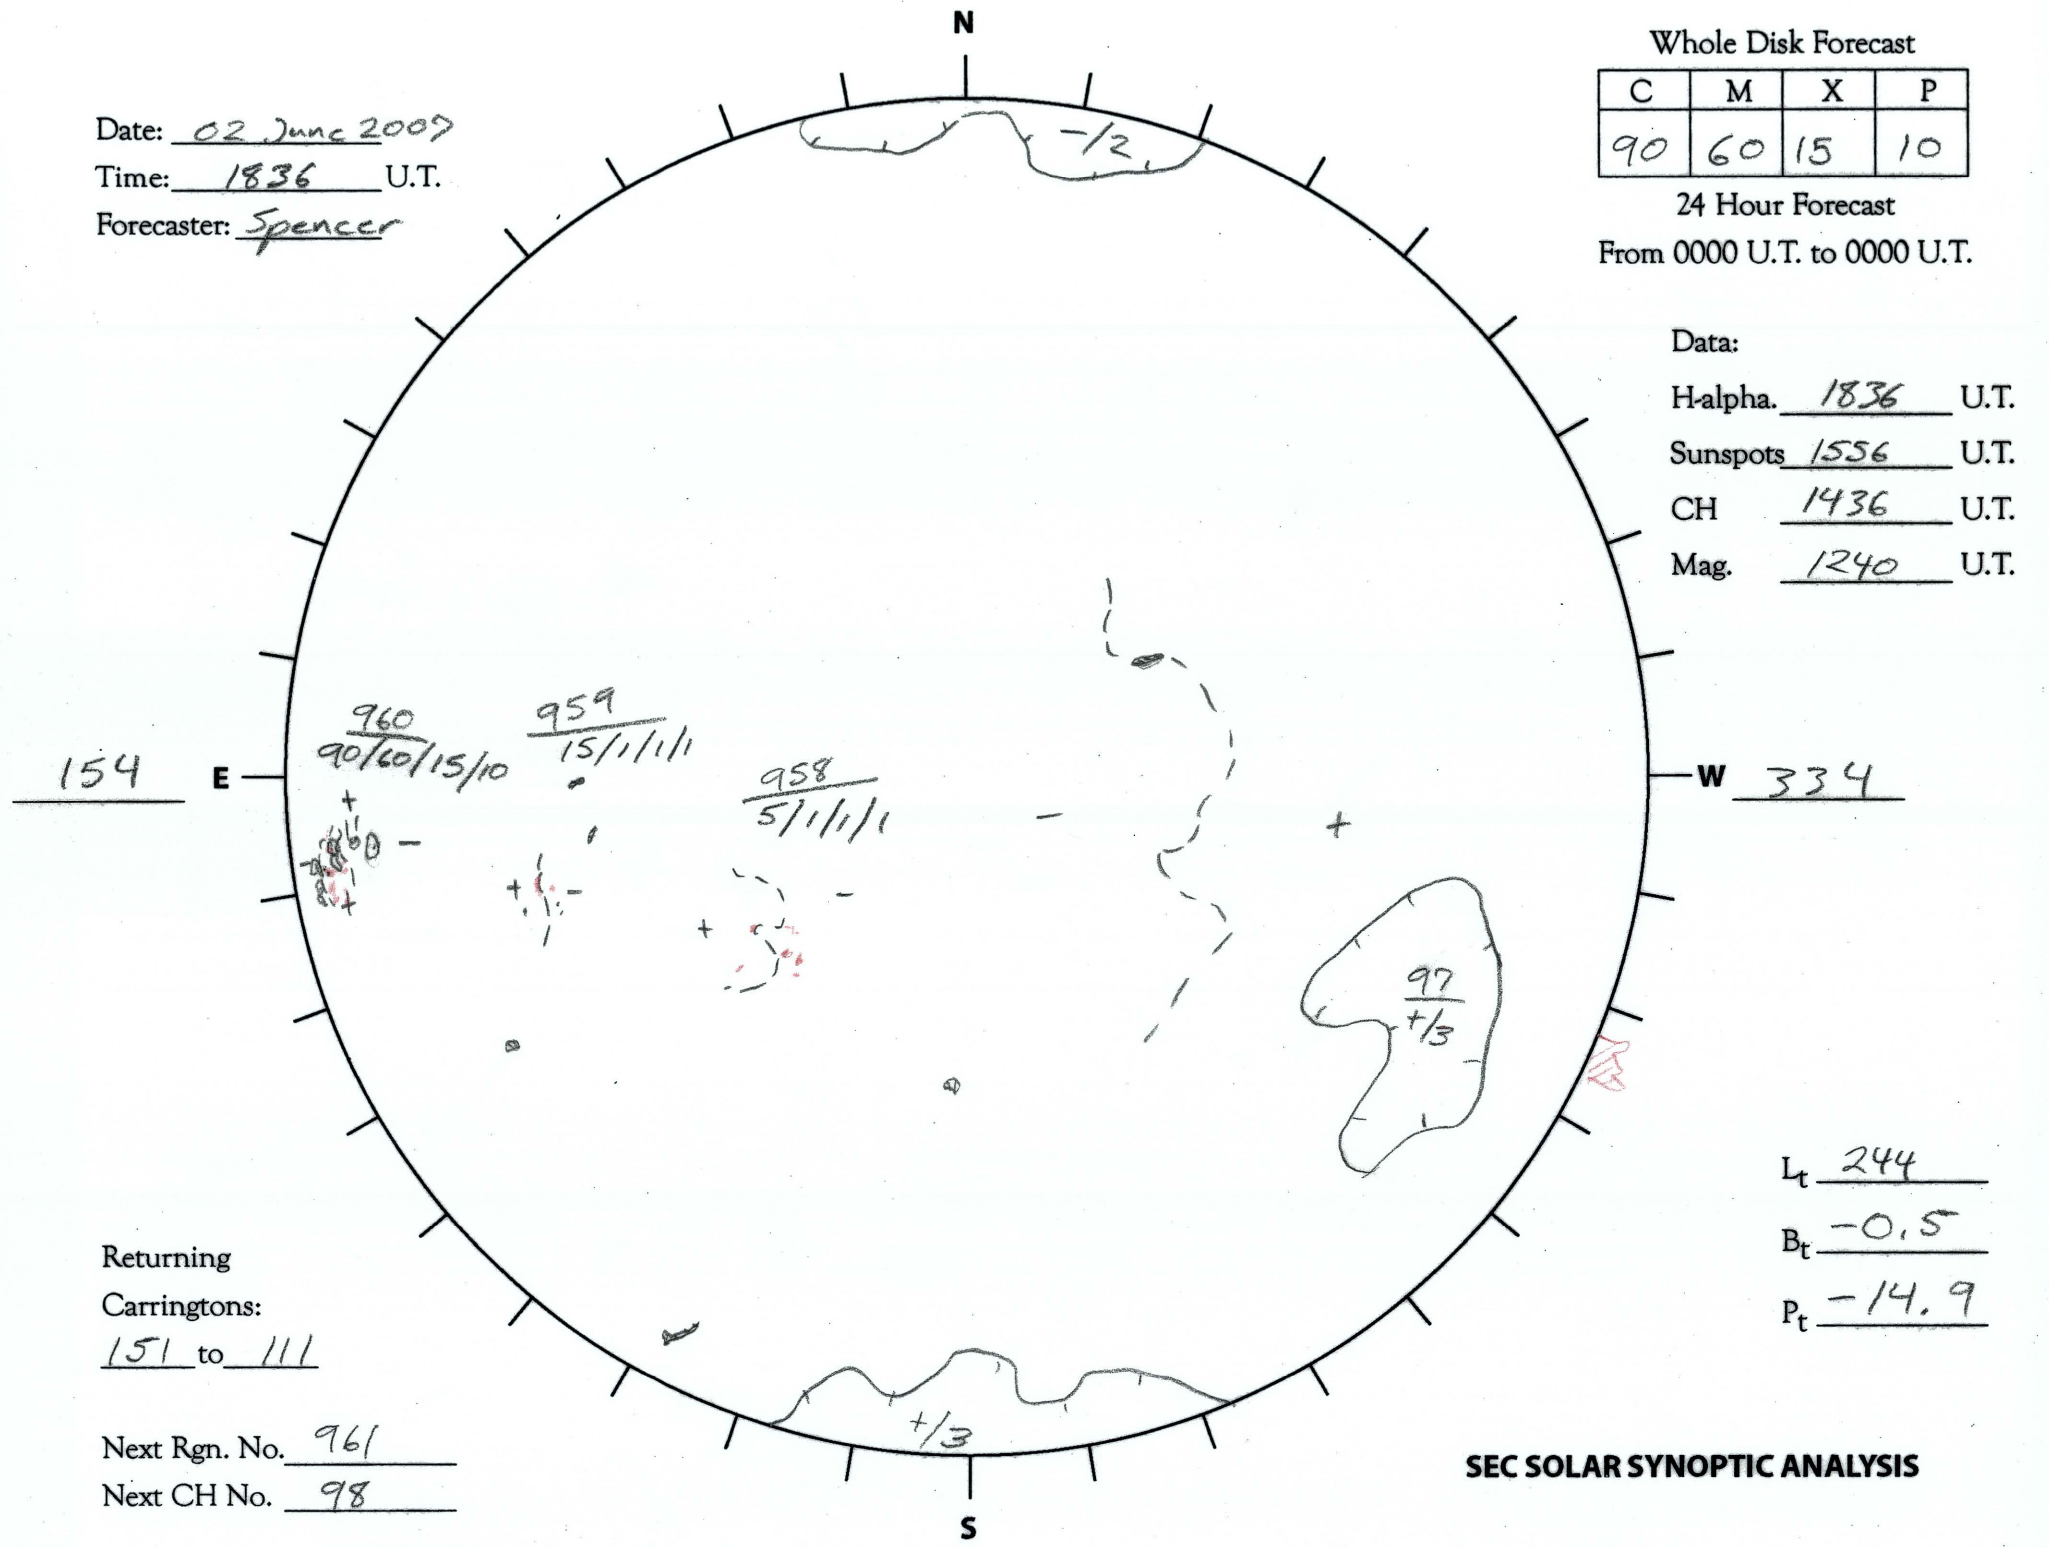 N
Whole Disk Forecast
C M X P
90 60 15 10
24 Hour Forecast
From 0000 U.T. to 0000 U.T.
Date: 02 June 2007
Time: 1836 U.T.
Forecaster: Spencer
-/2
Data:
H-alpha. 1836 U.T.
Sunspots 1556 U.T.
CH 1436 U.T.
Mag. 1240 U.T.
960
90/60/15/10
959
15/1/1/1
958
5/1/1/1
154 E
W 334
+
-
+
+
-
+
-
-
+
97
+/3
Lt 244
Bt -0.5
Pt -14.9
Returning
Carringtons:
151 to 111
Next Rgn. No. 961
Next CH No. 98
+/3
S
SEC SOLAR SYNOPTIC ANALYSIS